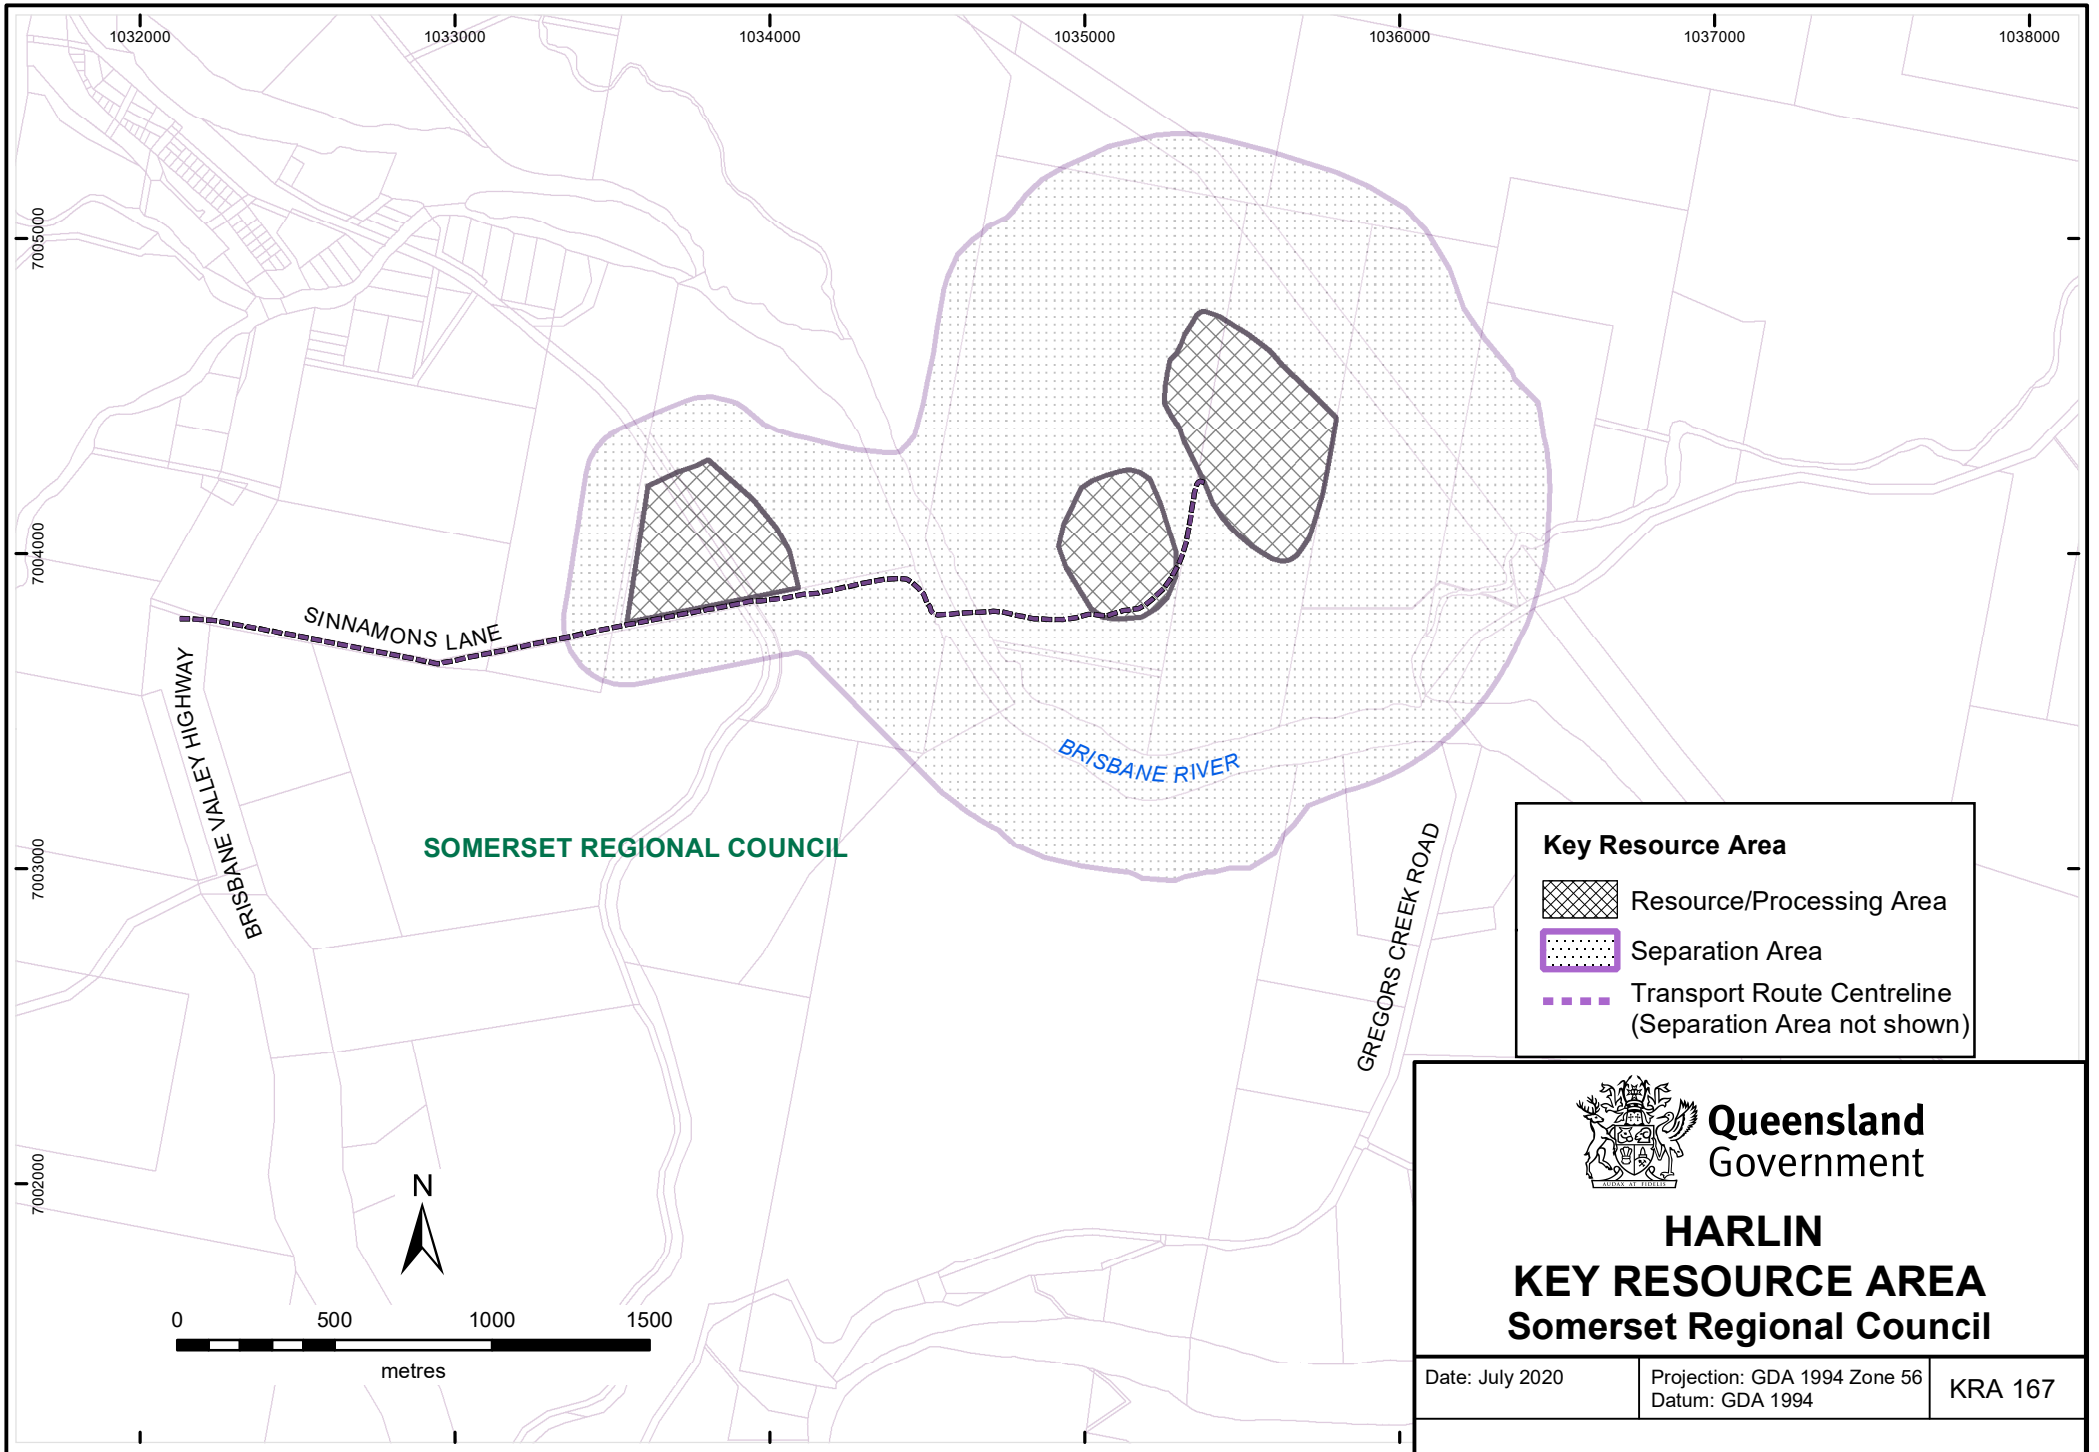 1032000
1033000
1034000
1035000
1036000
1037000
1038000
7005000
7004000
7003000
7002000
SINNAMONS LANE
BRISBANE VALLEY HIGHWAY
BRISBANE RIVER
SOMERSET REGIONAL COUNCIL
GREGORS CREEK ROAD
Key Resource Area
Resource/Processing Area
Separation Area
Transport Route Centreline
(Separation Area not shown)
N
0 500 1000 1500
metres
AUDAX AT FIDELIS
Queensland
Government
HARLIN
KEY RESOURCE AREA
Somerset Regional Council
Date: July 2020
Projection: GDA 1994 Zone 56
Datum: GDA 1994
KRA 167